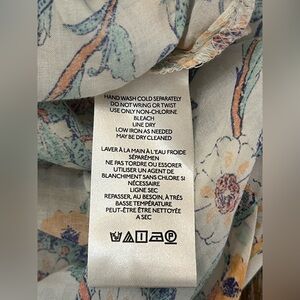 HAND WASH COLD SEPARATELY
DO NOT WRING OR TWIST
USE ONLY NON-CHLORINE
BLEACH
LINE DRY
LOW IRON AS NEEDED
MAY BE DRY CLEANED
LAVER À LA MAIN À L'EAU FROIDE
SÉPARÉMEN
NE PAS TORDRE OU ESSORER
UTILISER UN AGENT DE
BLANCHIMENT SANS CHLORE SI
NÉCESSAIRE
LIGNE SEC
REPASSER, AU BESOIN, À TRÈS
BASSE TEMPÉRATURE
PEUT-ÊTRE ÊTRE NETTOYÉE
A SEC